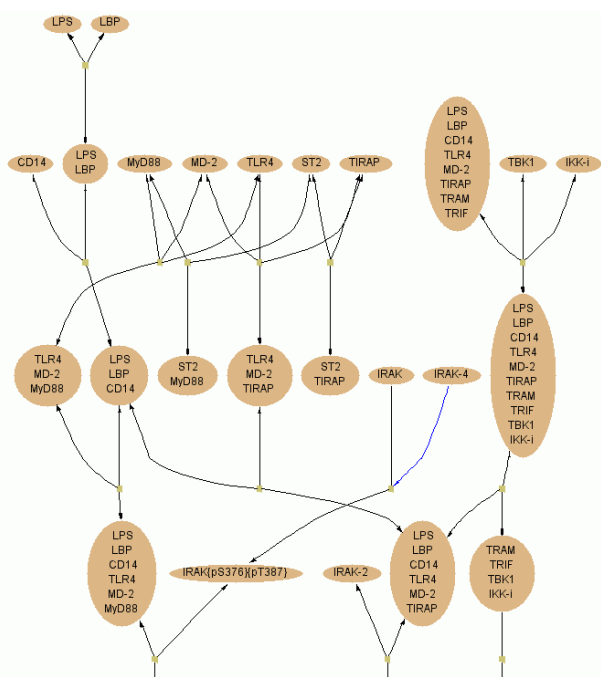 LPS
LBP
LPS
LBP
CD14
TLR4
MD-2
TIRAP
TRAM
TRIF
CD14
LPS
LBP
MyD88
MD-2
TLR4
ST2
TIRAP
TBK1
IKK-i
LPS
LBP
CD14
TLR4
MD-2
TIRAP
TRAM
TRIF
TBK1
IKK-i
TLR4
MD-2
MyD88
LPS
LBP
CD14
ST2
MyD88
TLR4
MD-2
TIRAP
ST2
TIRAP
IRAK
IRAK-4
LPS
LBP
CD14
TLR4
MD-2
MyD88
IRAK{pS376}{pT387}
IRAK-2
LPS
LBP
CD14
TLR4
MD-2
TIRAP
TRAM
TRIF
TBK1
IKK-i